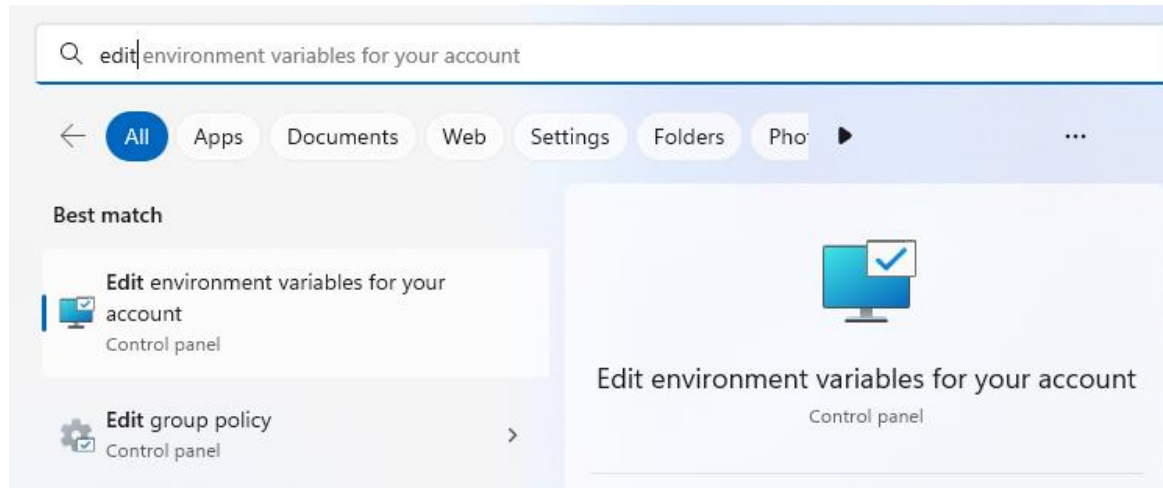 edit environment variables for your account
All Apps Documents Web Settings Folders Pho
Best match
Edit environment variables for your
account
Control panel
Edit environment variables for your account
Control panel
Edit group policy
Control panel